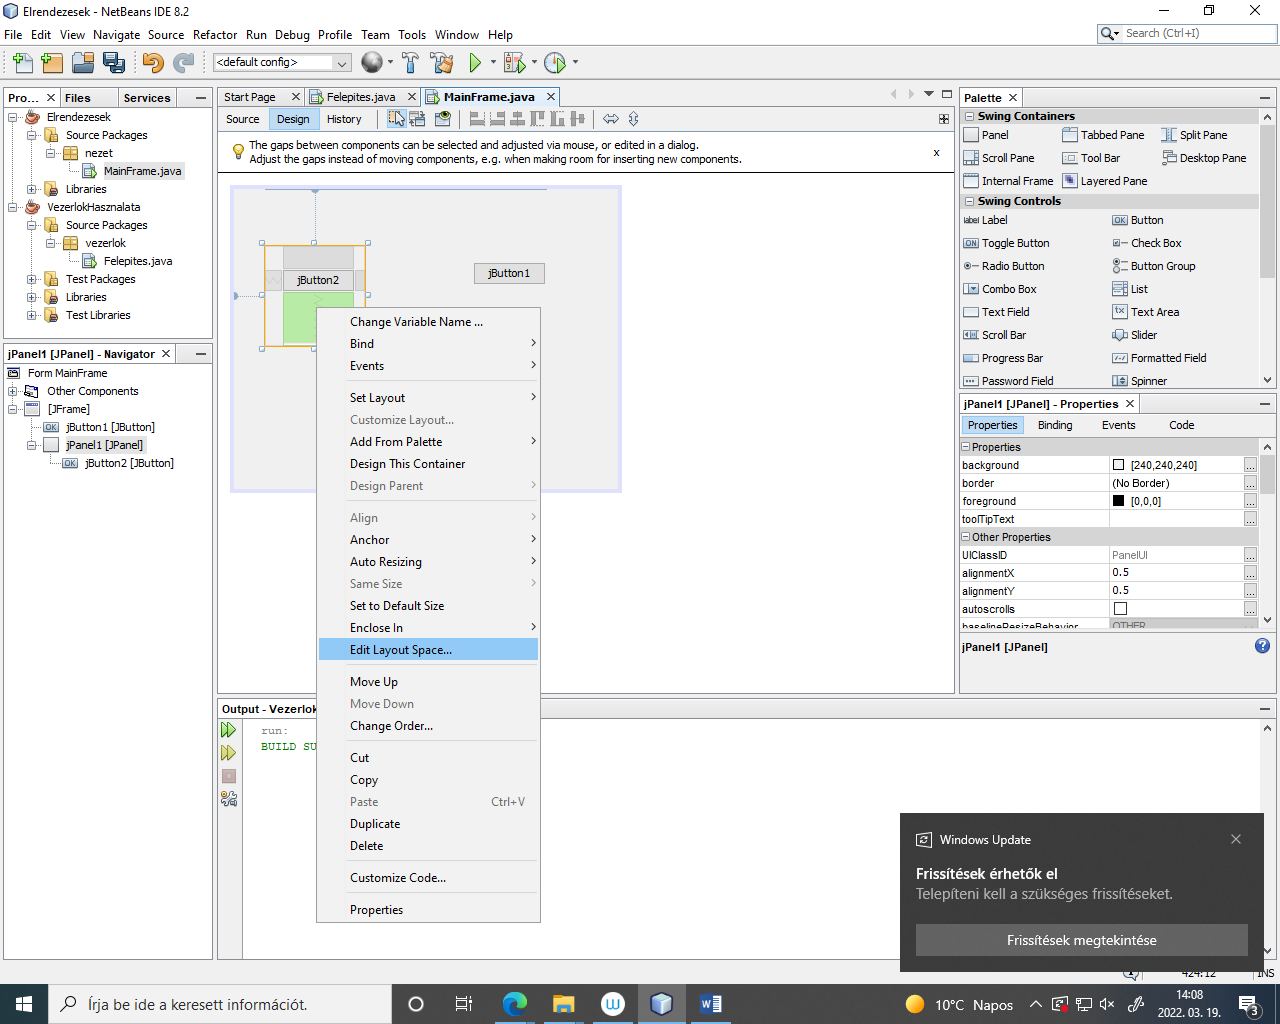 Elrendezesek - NetBeans IDE 8.2
File Edit View Navigate Source Refactor Run Debug Profile Team Tools Window Help
Search (Ctrl+I)
<default config>
Pro... Files Services
Elrendezesek
Source Packages
nezet
MainFrame.java
Libraries
VezerlokHasznalata
Source Packages
vezerlok
Felepites.java
Test Packages
Libraries
Test Libraries
jPanel1 [JPanel] - Navigator
Form MainFrame
Other Components
[JFrame]
jButton1 [JButton]
jPanel1 [JPanel]
jButton2 [JButton]
Start Page Felepites.java MainFrame.java
Source Design History
The gaps between components can be selected and adjusted via mouse, or edited in a dialog.
Adjust the gaps instead of moving components, e.g. when making room for inserting new components.
x
jButton2
jButton1
Change Variable Name ...
Bind
Events
Set Layout
Customize Layout...
Add From Palette
Design This Container
Design Parent
Align
Anchor
Auto Resizing
Same Size
Set to Default Size
Enclose In
Edit Layout Space...
Move Up
Move Down
Change Order...
Cut
Copy
Paste Ctrl+V
Duplicate
Delete
Customize Code...
Properties
Output - Vezerlok
run:
BUILD SU
Palette
Swing Containers
Panel Tabbed Pane Split Pane
Scroll Pane Tool Bar Desktop Pane
Internal Frame Layered Pane
Swing Controls
label Label OK Button
ON Toggle Button Check Box
Radio Button Button Group
Combo Box List
Text Field Text Area
Scroll Bar Slider
Progress Bar Formatted Field
Password Field Spinner
jPanel1 [JPanel] - Properties
Properties Binding Events Code
Properties
background [240,240,240] ...
border (No Border) ...
foreground [0,0,0] ...
toolTipText ...
Other Properties
UIClassID PanelUI ...
alignmentX 0.5 ...
alignmentY 0.5 ...
autoscrolls ...
baselineResizeBehavior OTHER
jPanel1 [JPanel]
Windows Update
Frissítések érhetők el
Telepíteni kell a szükséges frissítéseket.
Frissítések megtekintése
424:12 INS
Írja be ide a keresett információt.
10°C Napos
14:08
2022. 03. 19.
3